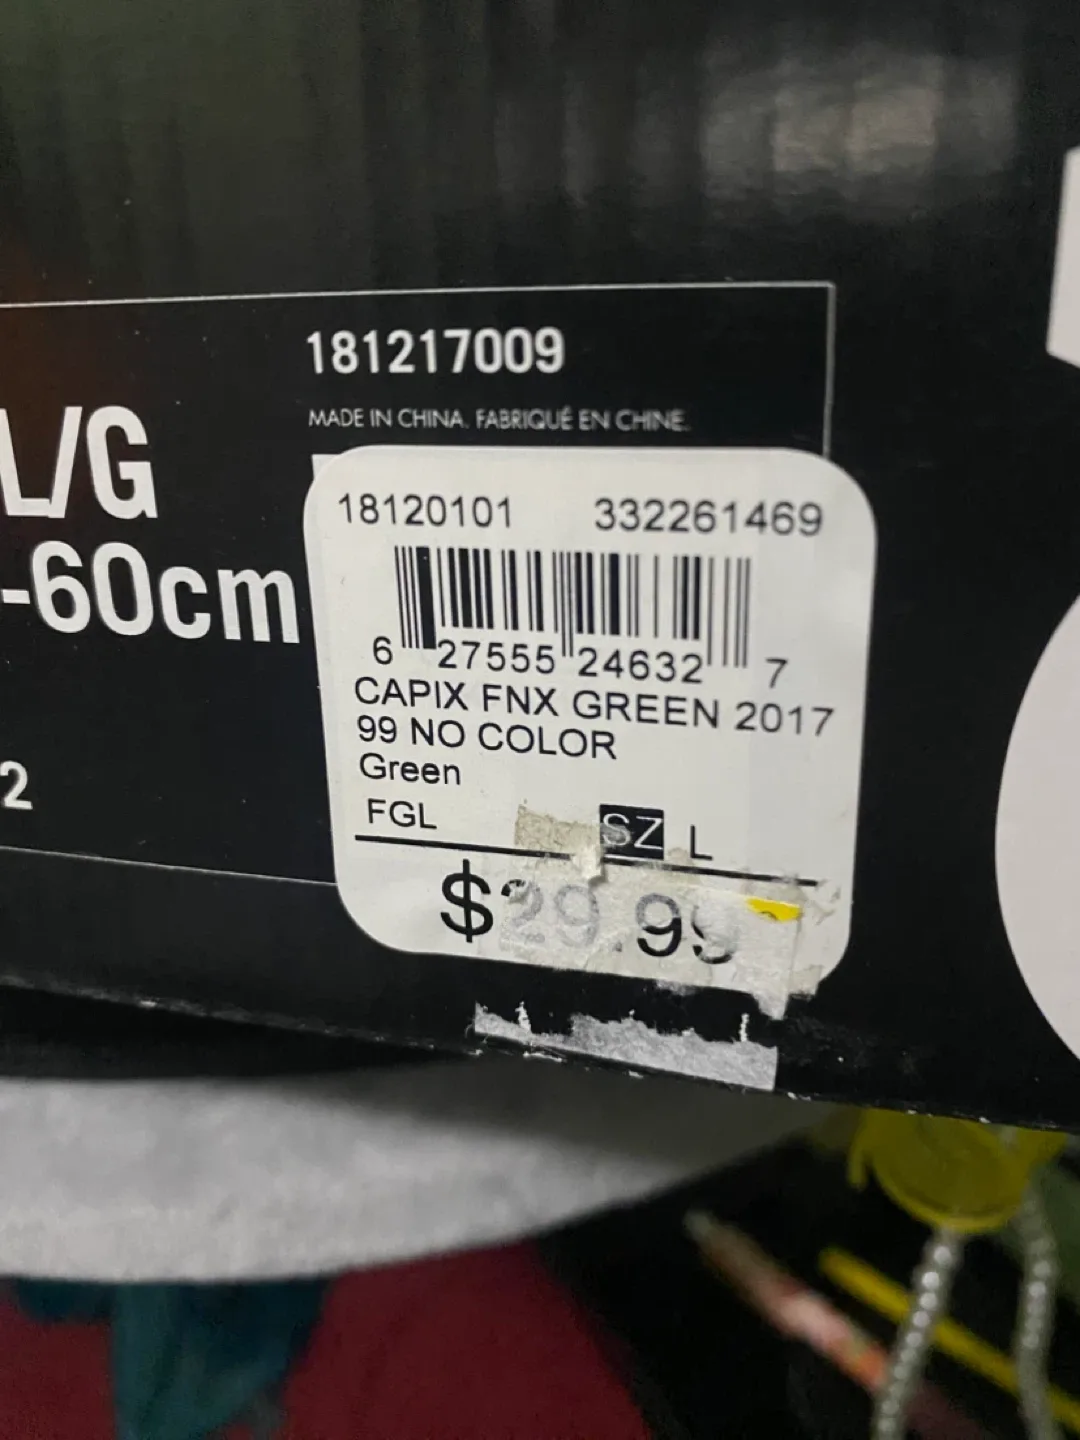 181217009
MADE IN CHINA. FABRIQUÉ EN CHINE.
L/G
-60cm
2
18120101 332261469
6 27555 24632 7
CAPIX FNX GREEN 2017
99 NO COLOR
Green
FGL SZ L
$29.99